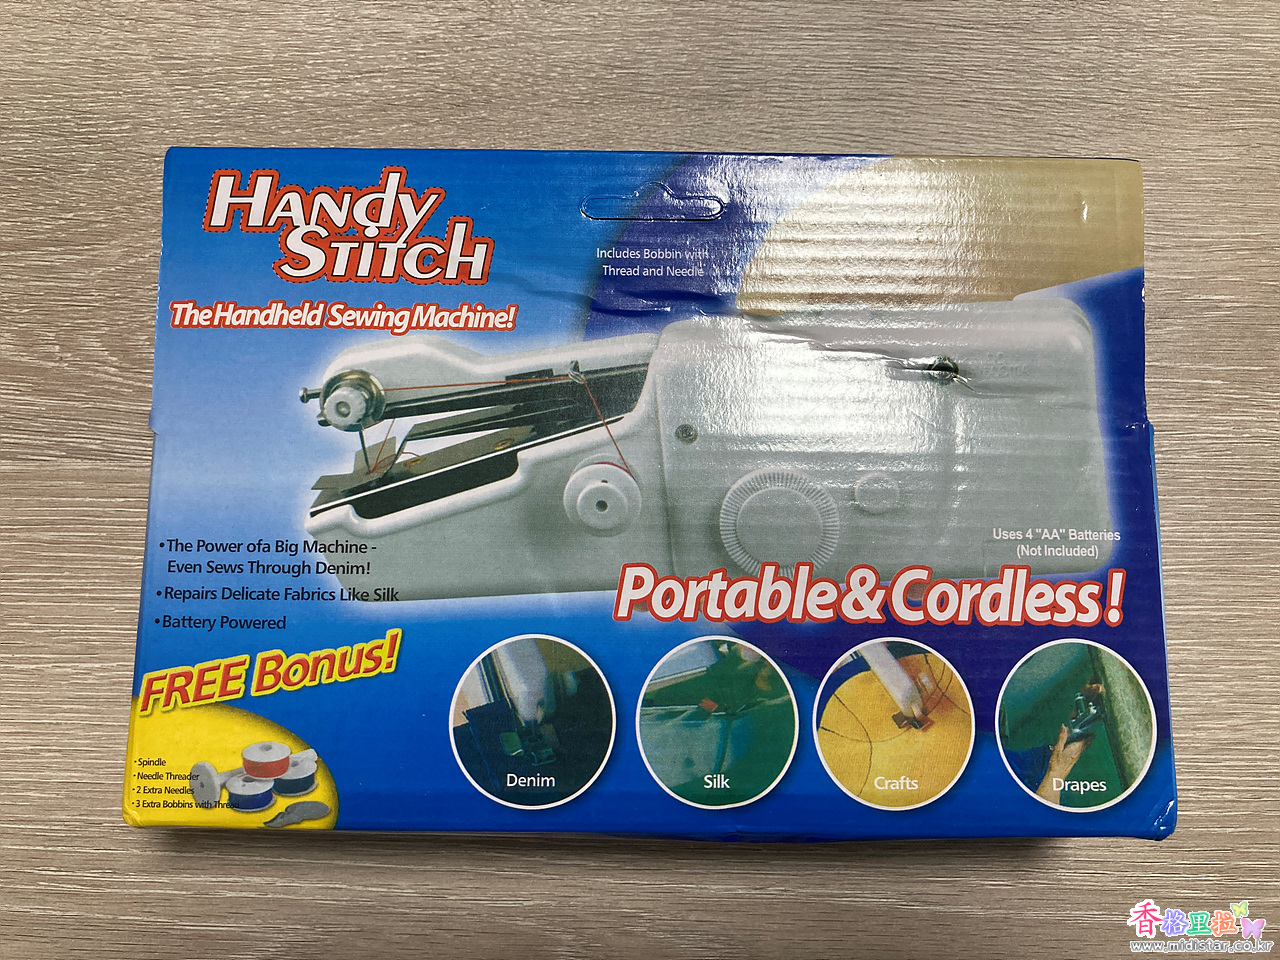 Handy
Stitch
The Handheld Sewing Machine!
Includes Bobbin with
Thread and Needle
Uses 4 "AA" Batteries
(Not Included)
Portable & Cordless!
•The Power ofa Big Machine -
Even Sews Through Denim!
•Repairs Delicate Fabrics Like Silk
•Battery Powered
FREE Bonus!
·Spindle
·Needle Threader
·2 Extra Needles
·3 Extra Bobbins with Thread
Denim
Silk
Crafts
Drapes
香格里拉
www.midistar.co.kr